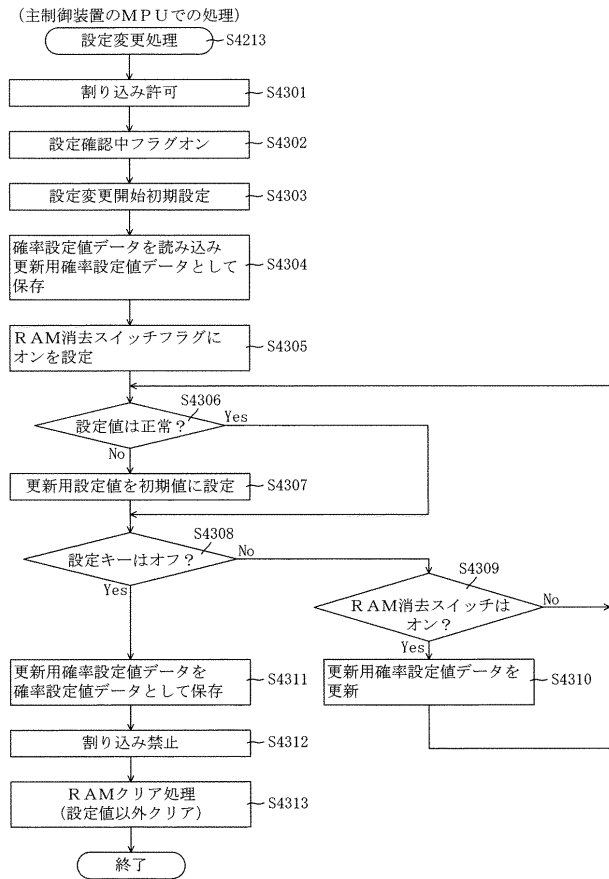 (主制御装置のＭＰＵでの処理)
設定変更処理
S4213
割り込み許可
S4301
設定確認中フラグオン
S4302
設定変更開始初期設定
S4303
確率設定値データを読み込み
更新用確率設定値データとして
保存
S4304
ＲＡＭ消去スイッチフラグに
オンを設定
S4305
S4306
設定値は正常？
Yes
No
更新用設定値を初期値に設定
S4307
S4308
設定キーはオフ？
No
Yes
S4309
ＲＡＭ消去スイッチは
オン？
No
Yes
更新用確率設定値データを
更新
S4310
更新用確率設定値データを
確率設定値データとして保存
S4311
割り込み禁止
S4312
ＲＡＭクリア処理
(設定値以外クリア)
S4313
終了